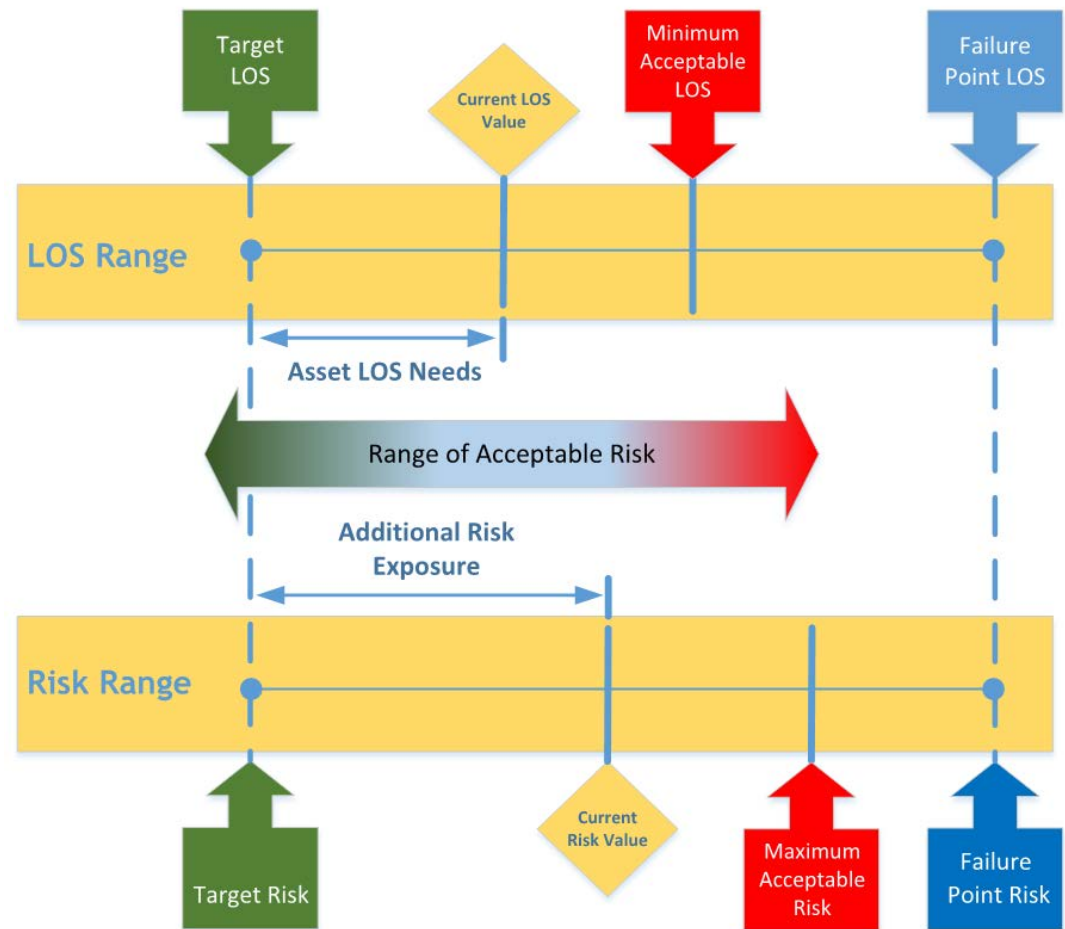 Target
LOS
Current LOS
Value
Minimum
Acceptable
LOS
Failure
Point LOS
LOS Range
Asset LOS Needs
Range of Acceptable Risk
Additional Risk
Exposure
Risk Range
Target Risk
Current
Risk Value
Maximum
Acceptable
Risk
Failure
Point Risk